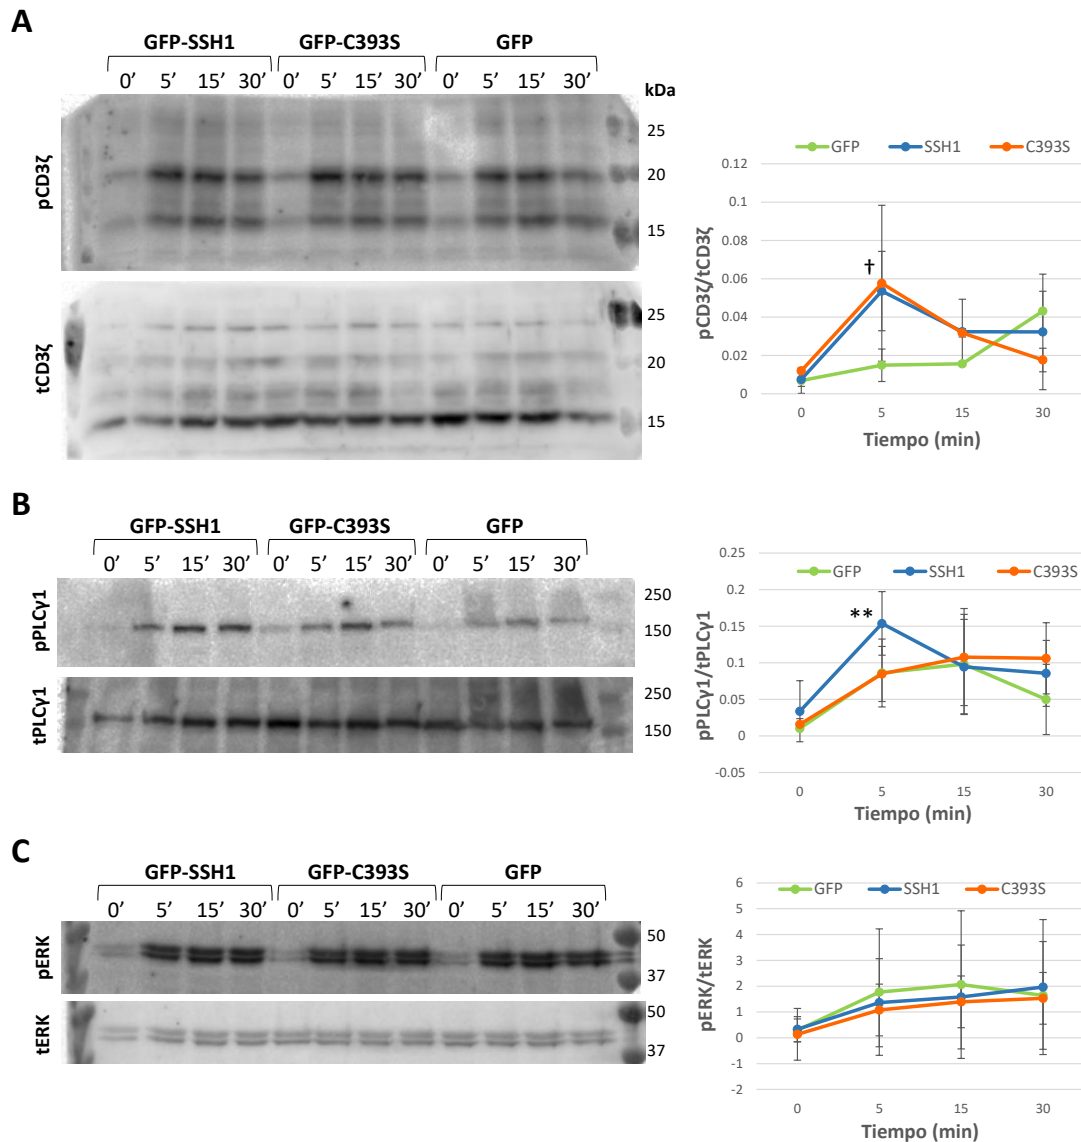 A
GFP-SSH1 GFP-C393S GFP
0’ 5’ 15’ 30’ 0’ 5’ 15’ 30’ 0’ 5’ 15’ 30’
kDa
pCD3ζ
25
20
15
tCD3ζ
25
20
15
GFP SSH1 C393S
pCD3ζ/tCD3ζ
0.12
0.1
0.08
0.06
0.04
0.02
0
†
0 5 15 30
Tiempo (min)
B
GFP-SSH1 GFP-C393S GFP
0’ 5’ 15’ 30’ 0’ 5’ 15’ 30’ 0’ 5’ 15’ 30’
pPLCγ1
250
150
tPLCγ1
250
150
GFP SSH1 C393S
pPLCγ1/tPLCγ1
0.25
0.2
0.15
0.1
0.05
0
-0.05
**
0 5 15 30
Tiempo (min)
C
GFP-SSH1 GFP-C393S GFP
0’ 5’ 15’ 30’ 0’ 5’ 15’ 30’ 0’ 5’ 15’ 30’
pERK
50
37
tERK
50
37
GFP SSH1 C393S
pERK/tERK
6
5
4
3
2
1
0
-1
-2
0 5 15 30
Tiempo (min)